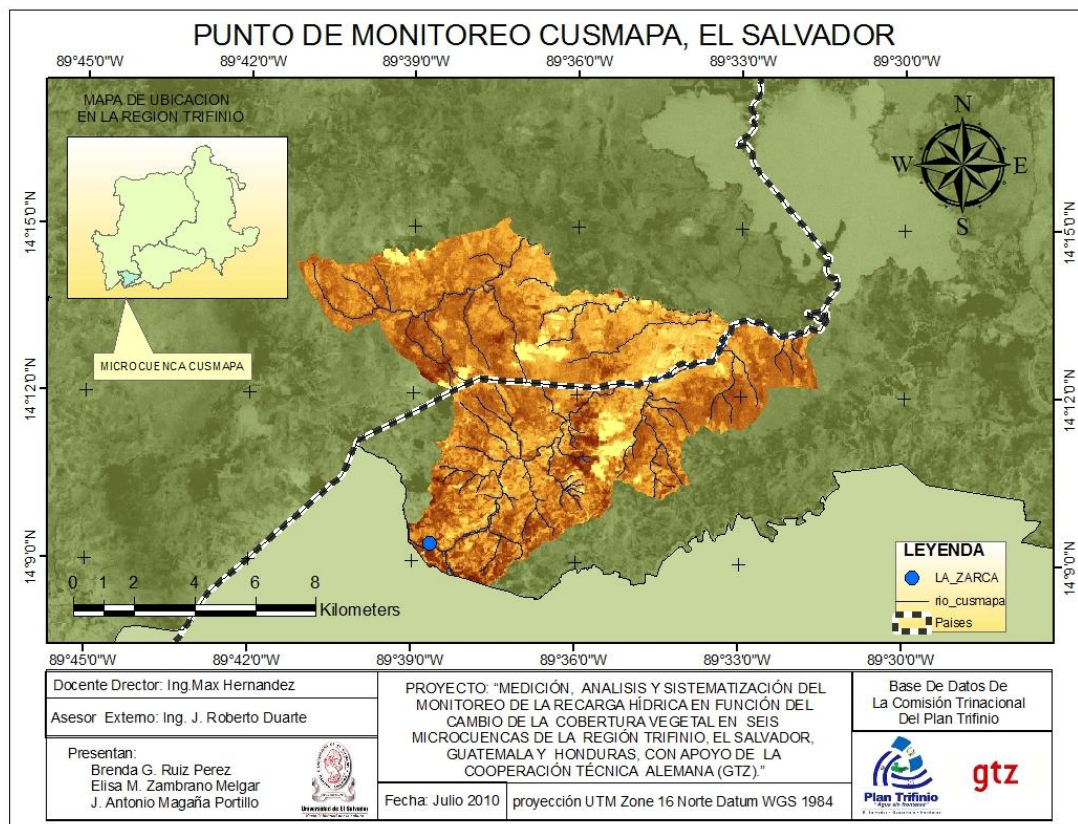 PUNTO DE MONITOREO CUSMAPA, EL SALVADOR
89°45'0"W 89°42'0"W 89°39'0"W 89°36'0"W 89°33'0"W 89°30'0"W
MAPA DE UBICACION
EN LA REGION TRIFINIO
MICROCUENCA CUSMAPA
N
W E
S
14°15'0"N 14°15'0"N
14°12'0"N 14°12'0"N
14°9'0"N 14°9'0"N
0 1 2 4 6 8
Kilometers
LEYENDA
LA_ZARCA
rio_cusmapa
Paises
89°45'0"W 89°42'0"W 89°39'0"W 89°36'0"W 89°33'0"W 89°30'0"W
Docente Drector: Ing.Max Hernandez
Asesor Externo: Ing. J. Roberto Duarte
Presentan:
Brenda G. Ruiz Perez
Elisa M. Zambrano Melgar
J. Antonio Magaña Portillo
Universidad de El Salvador
PROYECTO: “MEDICIÓN, ANALISIS Y SISTEMATIZACIÓN DEL
MONITOREO DE LA RECARGA HÍDRICA EN FUNCIÓN DEL
CAMBIO DE LA COBERTURA VEGETAL EN SEIS
MICROCUENCAS DE LA REGIÓN TRIFINIO, EL SALVADOR,
GUATEMALA Y HONDURAS, CON APOYO DE LA
COOPERACIÓN TÉCNICA ALEMANA (GTZ).”
Fecha: Julio 2010
proyección UTM Zone 16 Norte Datum WGS 1984
Base De Datos De
La Comisión Trinacional
Del Plan Trifinio
Plan Trifinio
"Agua sin fronteras"
gtz